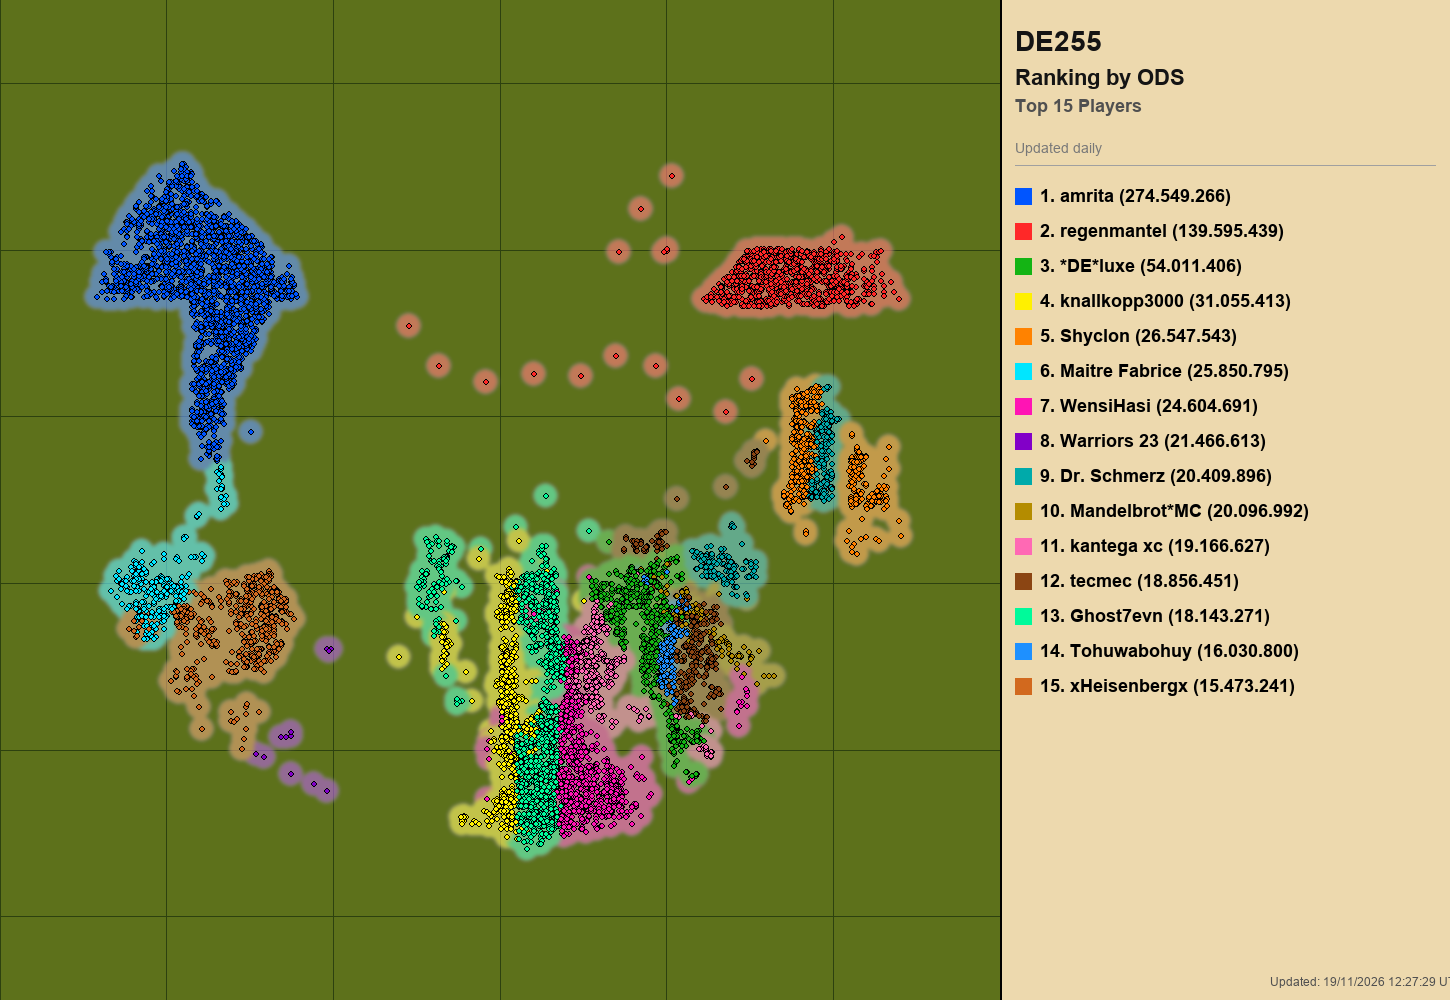 DE255
Ranking by ODS
Top 15 Players
Updated daily
1. amrita (274.549.266)
2. regenmantel (139.595.439)
3. *DE*luxe (54.011.406)
4. knallkopp3000 (31.055.413)
5. Shyclon (26.547.543)
6. Maitre Fabrice (25.850.795)
7. WensiHasi (24.604.691)
8. Warriors 23 (21.466.613)
9. Dr. Schmerz (20.409.896)
10. Mandelbrot*MC (20.096.992)
11. kantega xc (19.166.627)
12. tecmec (18.856.451)
13. Ghost7evn (18.143.271)
14. Tohuwabohuy (16.030.800)
15. xHeisenbergx (15.473.241)
Updated: 19/11/2026 12:27:29 U